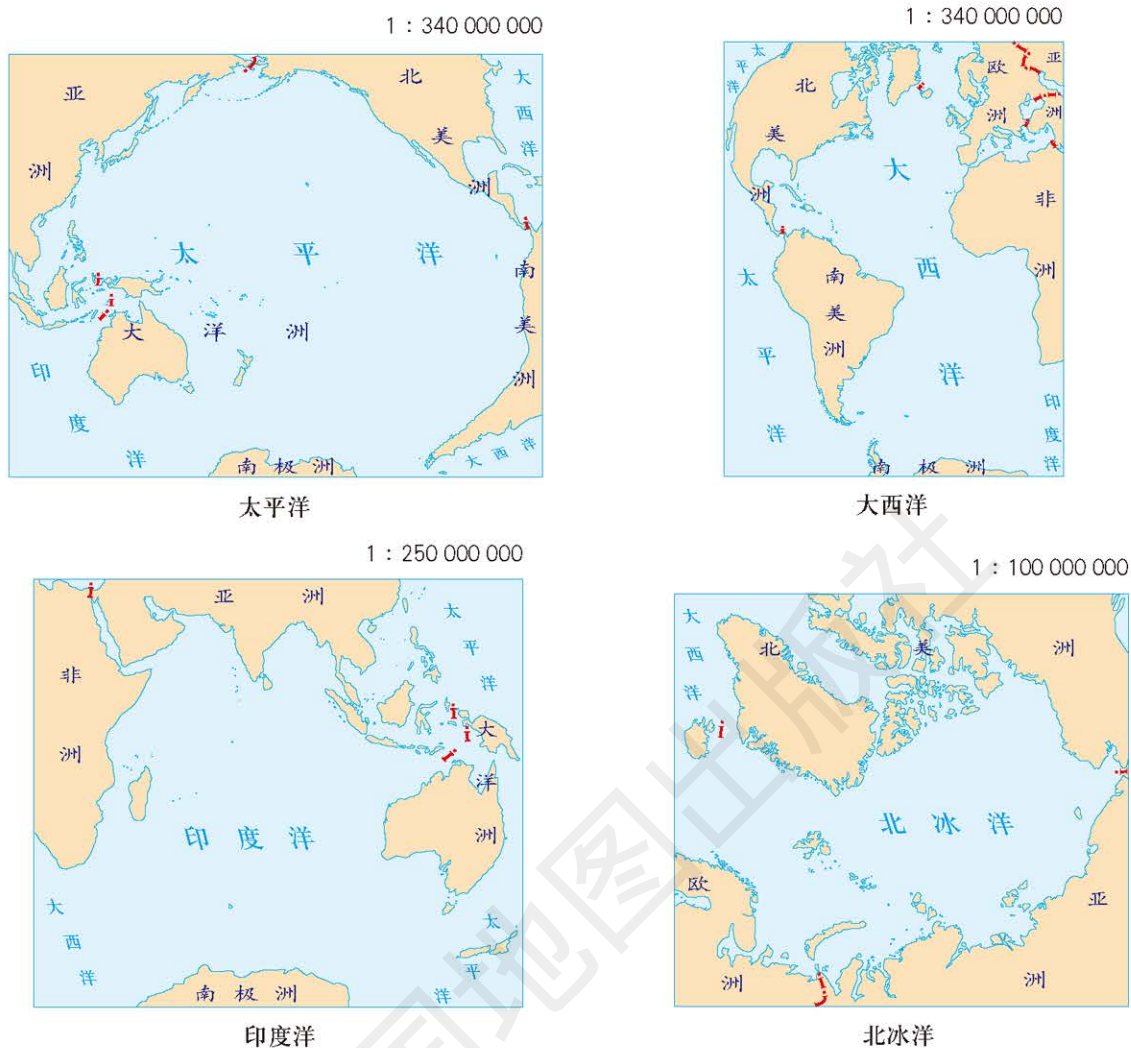 1 : 340 000 000
亚洲
北美洲
大西洋
太平洋
南美洲
大洋洲
印度洋
大西洋
南极洲
太平洋
1 : 340 000 000
太平洋
北美洲
欧洲
亚洲
大西洋
非洲
太平洋
南美洲
印度洋
南极洲
大西洋
1 : 250 000 000
亚洲
太平洋
非洲
大洋洲
印度洋
大西洋
太平洋
南极洲
印度洋
1 : 100 000 000
大西洋
北美洲
北冰洋
欧洲
亚洲
北冰洋
地图出版社